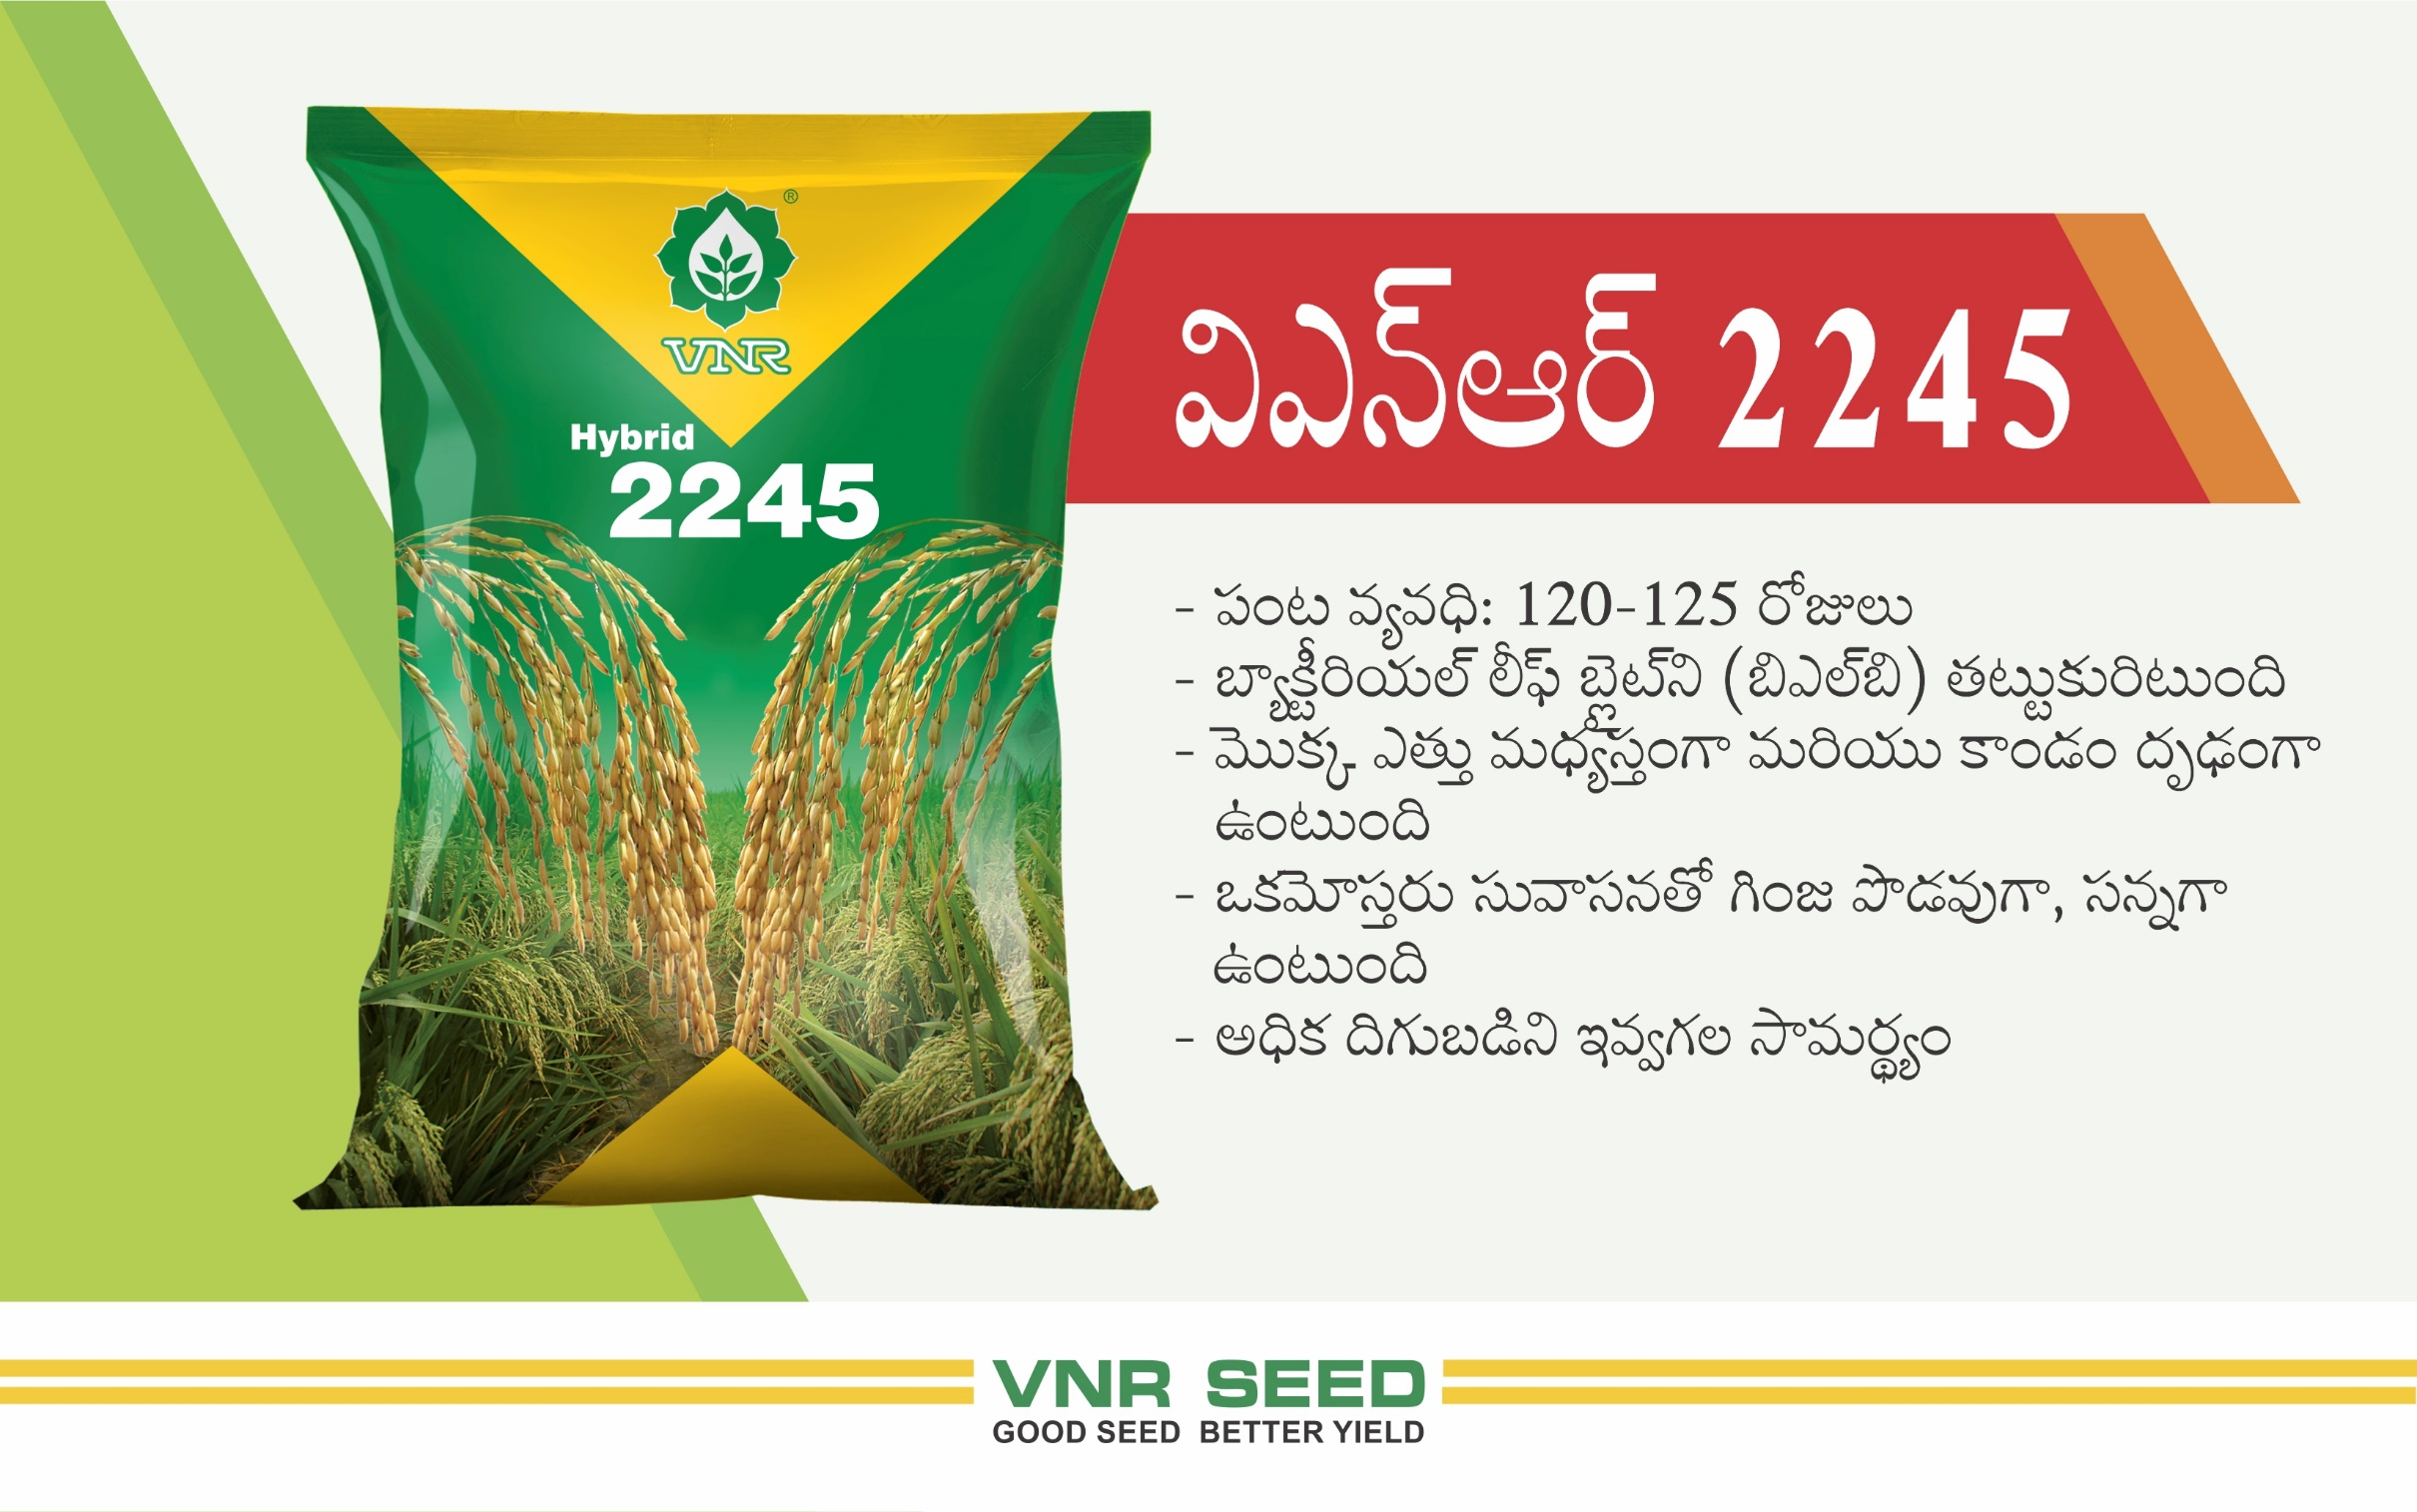 ®
VNR
Hybrid
2245
విఎన్ఆర్ 2245
- పంట వ్యవధి: 120-125 రోజులు
- బ్యాక్టీరియల్ లీఫ్ బ్లైట్‌ని (బిఎల్‌బి) తట్టుకురిటుంది
- మొక్క ఎత్తు మధ్యస్తంగా మరియు కాండం దృఢంగా
ఉంటుంది
- ఒకమోస్తరు సువాసనతో గింజ పొడవుగా, సన్నగా
ఉంటుంది
- అధిక దిగుబడిని ఇవ్వగల సామర్థ్యం
VNR SEED
GOOD SEED BETTER YIELD